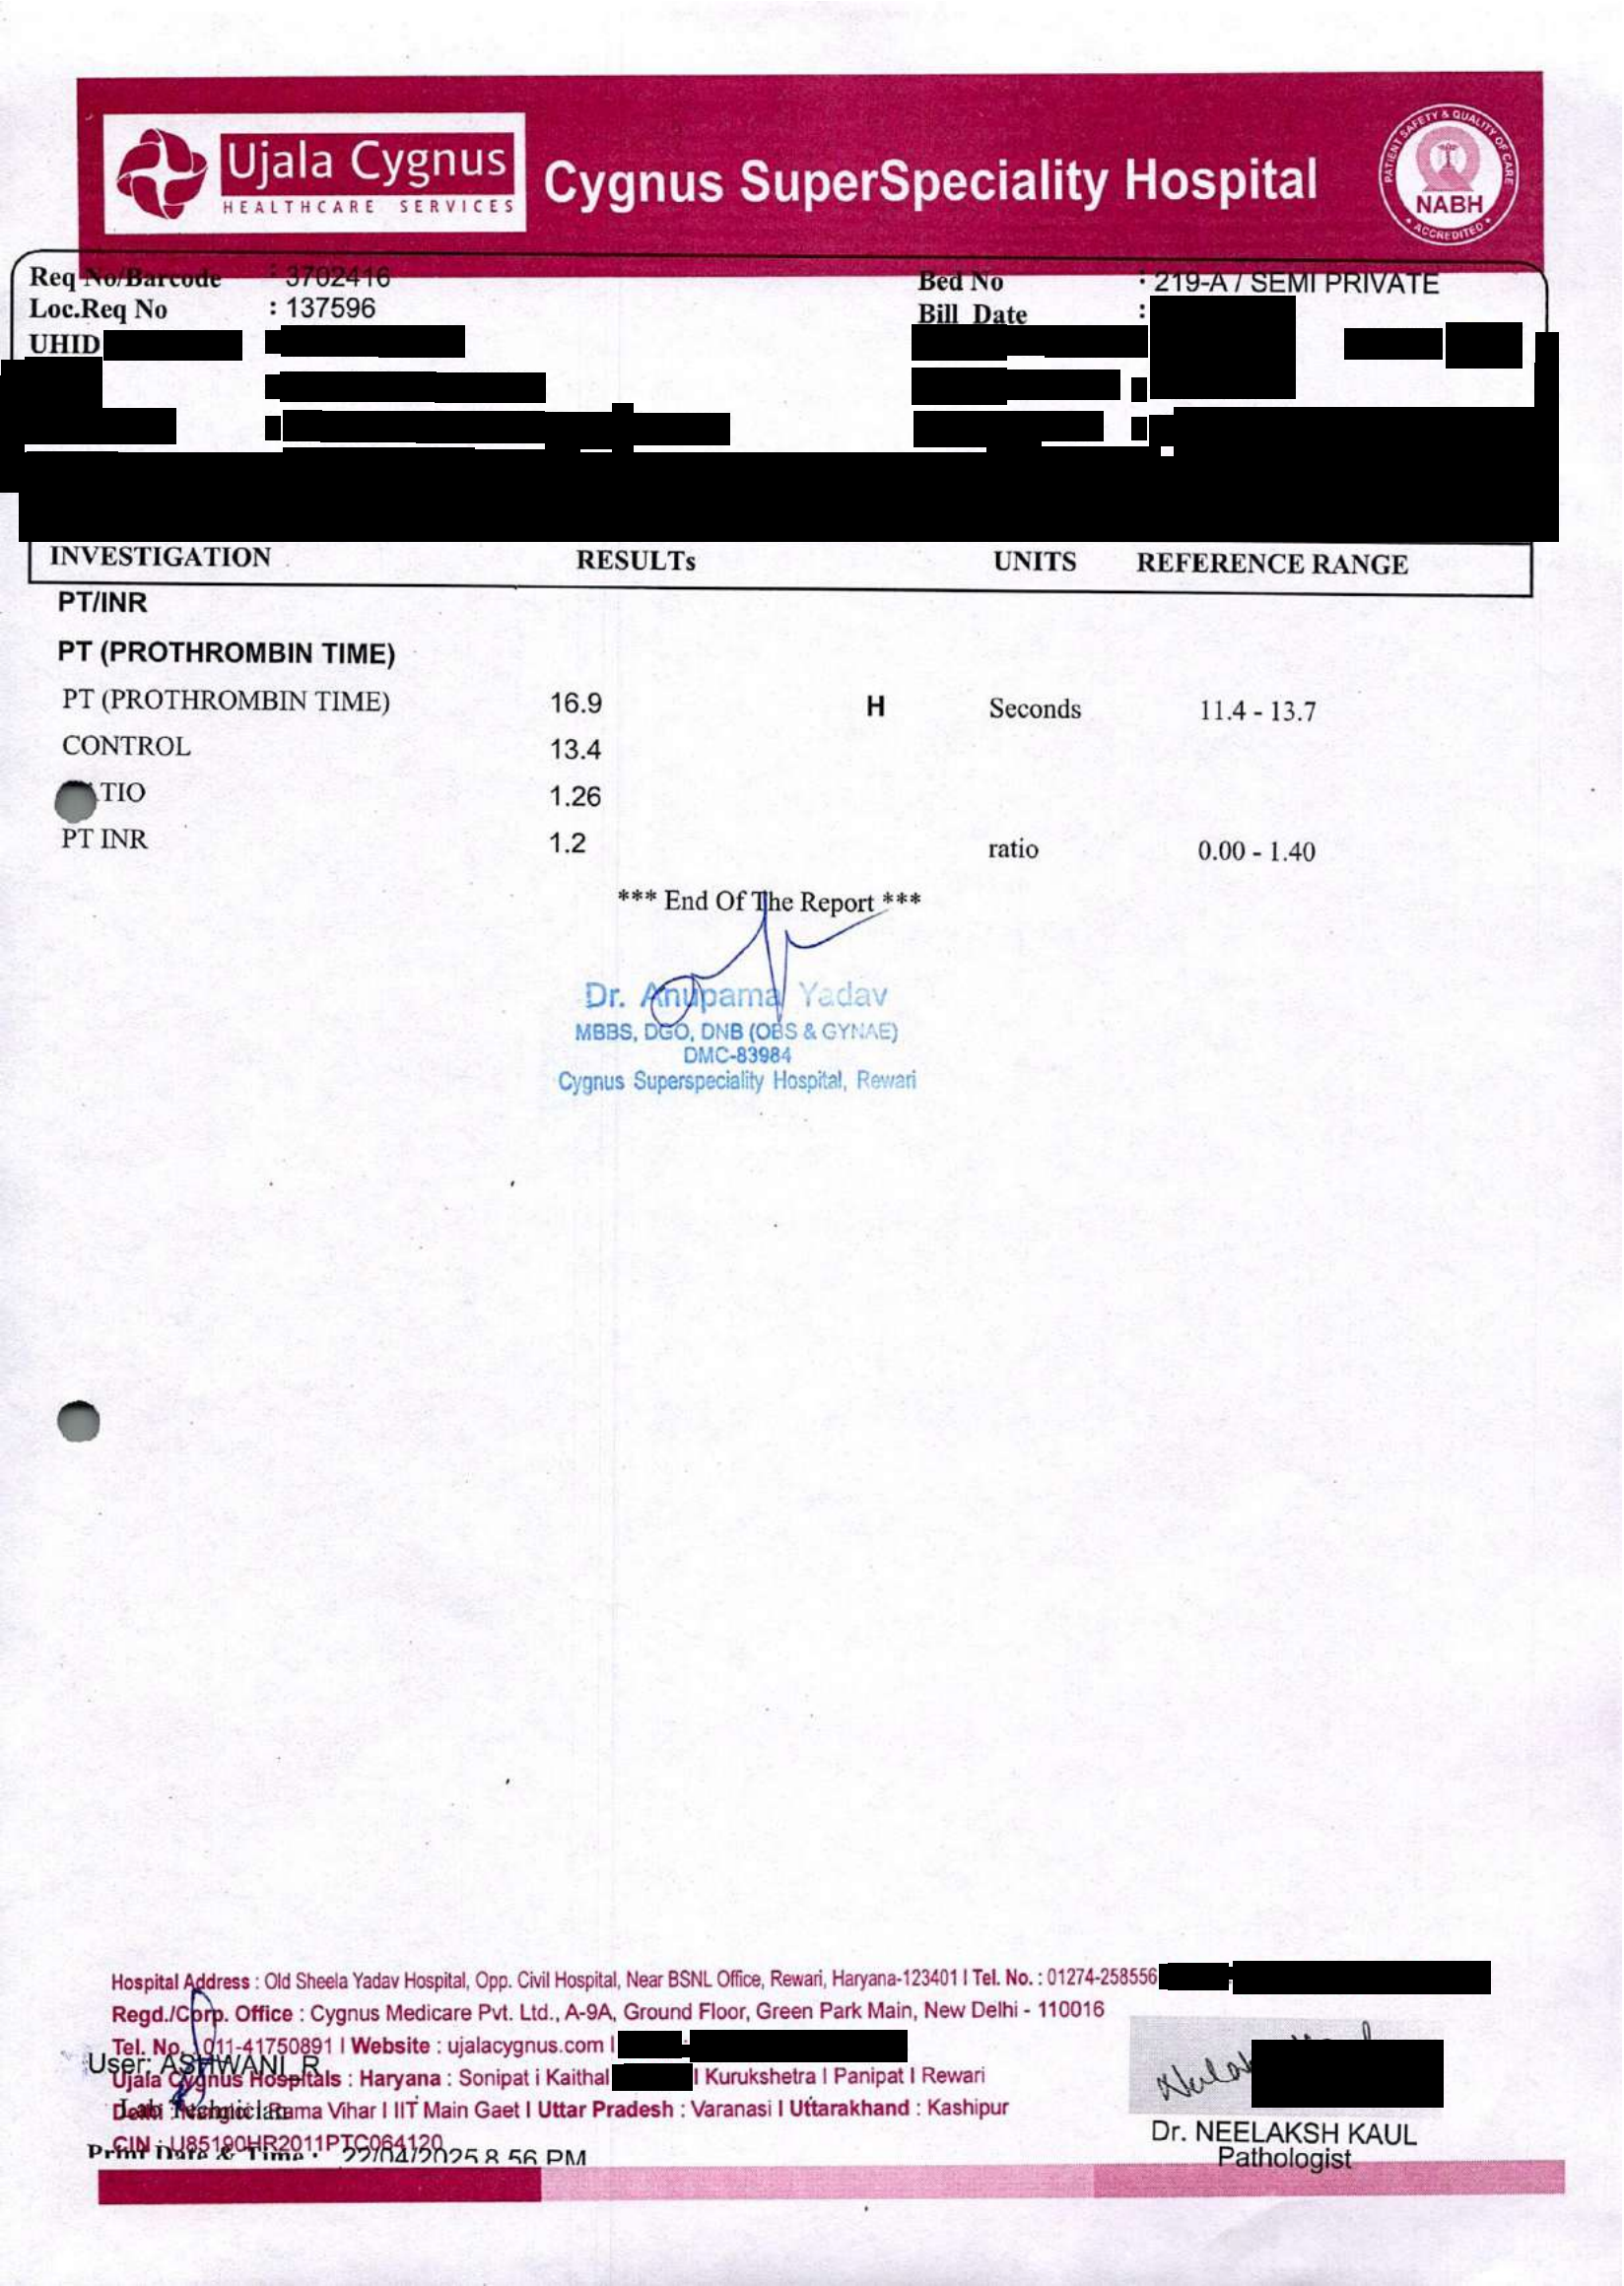 Ujala Cygnus
HEALTHCARE SERVICES
Cygnus SuperSpeciality Hospital
PATIENT SAFETY & QUALITY OF CARE
NABH
ACCREDITED
Req No/Barcode : 3702416 Bed No : 219-A / SEMI PRIVATE
Loc.Req No : 137596 Bill Date :
UHID
INVESTIGATION RESULTs UNITS REFERENCE RANGE
PT/INR
PT (PROTHROMBIN TIME)
PT (PROTHROMBIN TIME) 16.9 H Seconds 11.4 - 13.7
CONTROL 13.4
TIO 1.26
PT INR 1.2 ratio 0.00 - 1.40
*** End Of The Report ***
Dr. Anupama Yadav
MBBS, DGO, DNB (OBS & GYNAE)
DMC-83984
Cygnus Superspeciality Hospital, Rewari
Hospital Address : Old Sheela Yadav Hospital, Opp. Civil Hospital, Near BSNL Office, Rewari, Haryana-123401 I Tel. No. : 01274-258556
Regd./Corp. Office : Cygnus Medicare Pvt. Ltd., A-9A, Ground Floor, Green Park Main, New Delhi - 110016
Tel. No. 011-41750891 I Website : ujalacygnus.com I
User: ASHWANI_R
Ujala Cygnus Hospitals : Haryana : Sonipat i Kaithal I Kurukshetra I Panipat I Rewari
Lab Technician
Rama Vihar I IIT Main Gaet I Uttar Pradesh : Varanasi I Uttarakhand : Kashipur
CIN : U85190HR2011PTC064120
Print Date & Time : 22/04/2025 8 56 PM
Dr. NEELAKSH KAUL
Pathologist